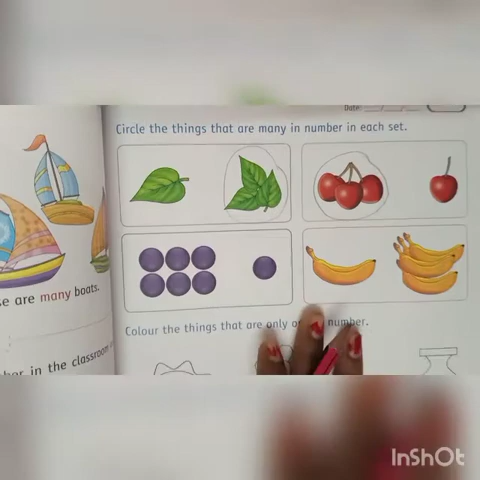 Date:
Circle the things that are many in number in each set.
se are many boats.
Colour the things that are only o number.
in the classroom
InShOt